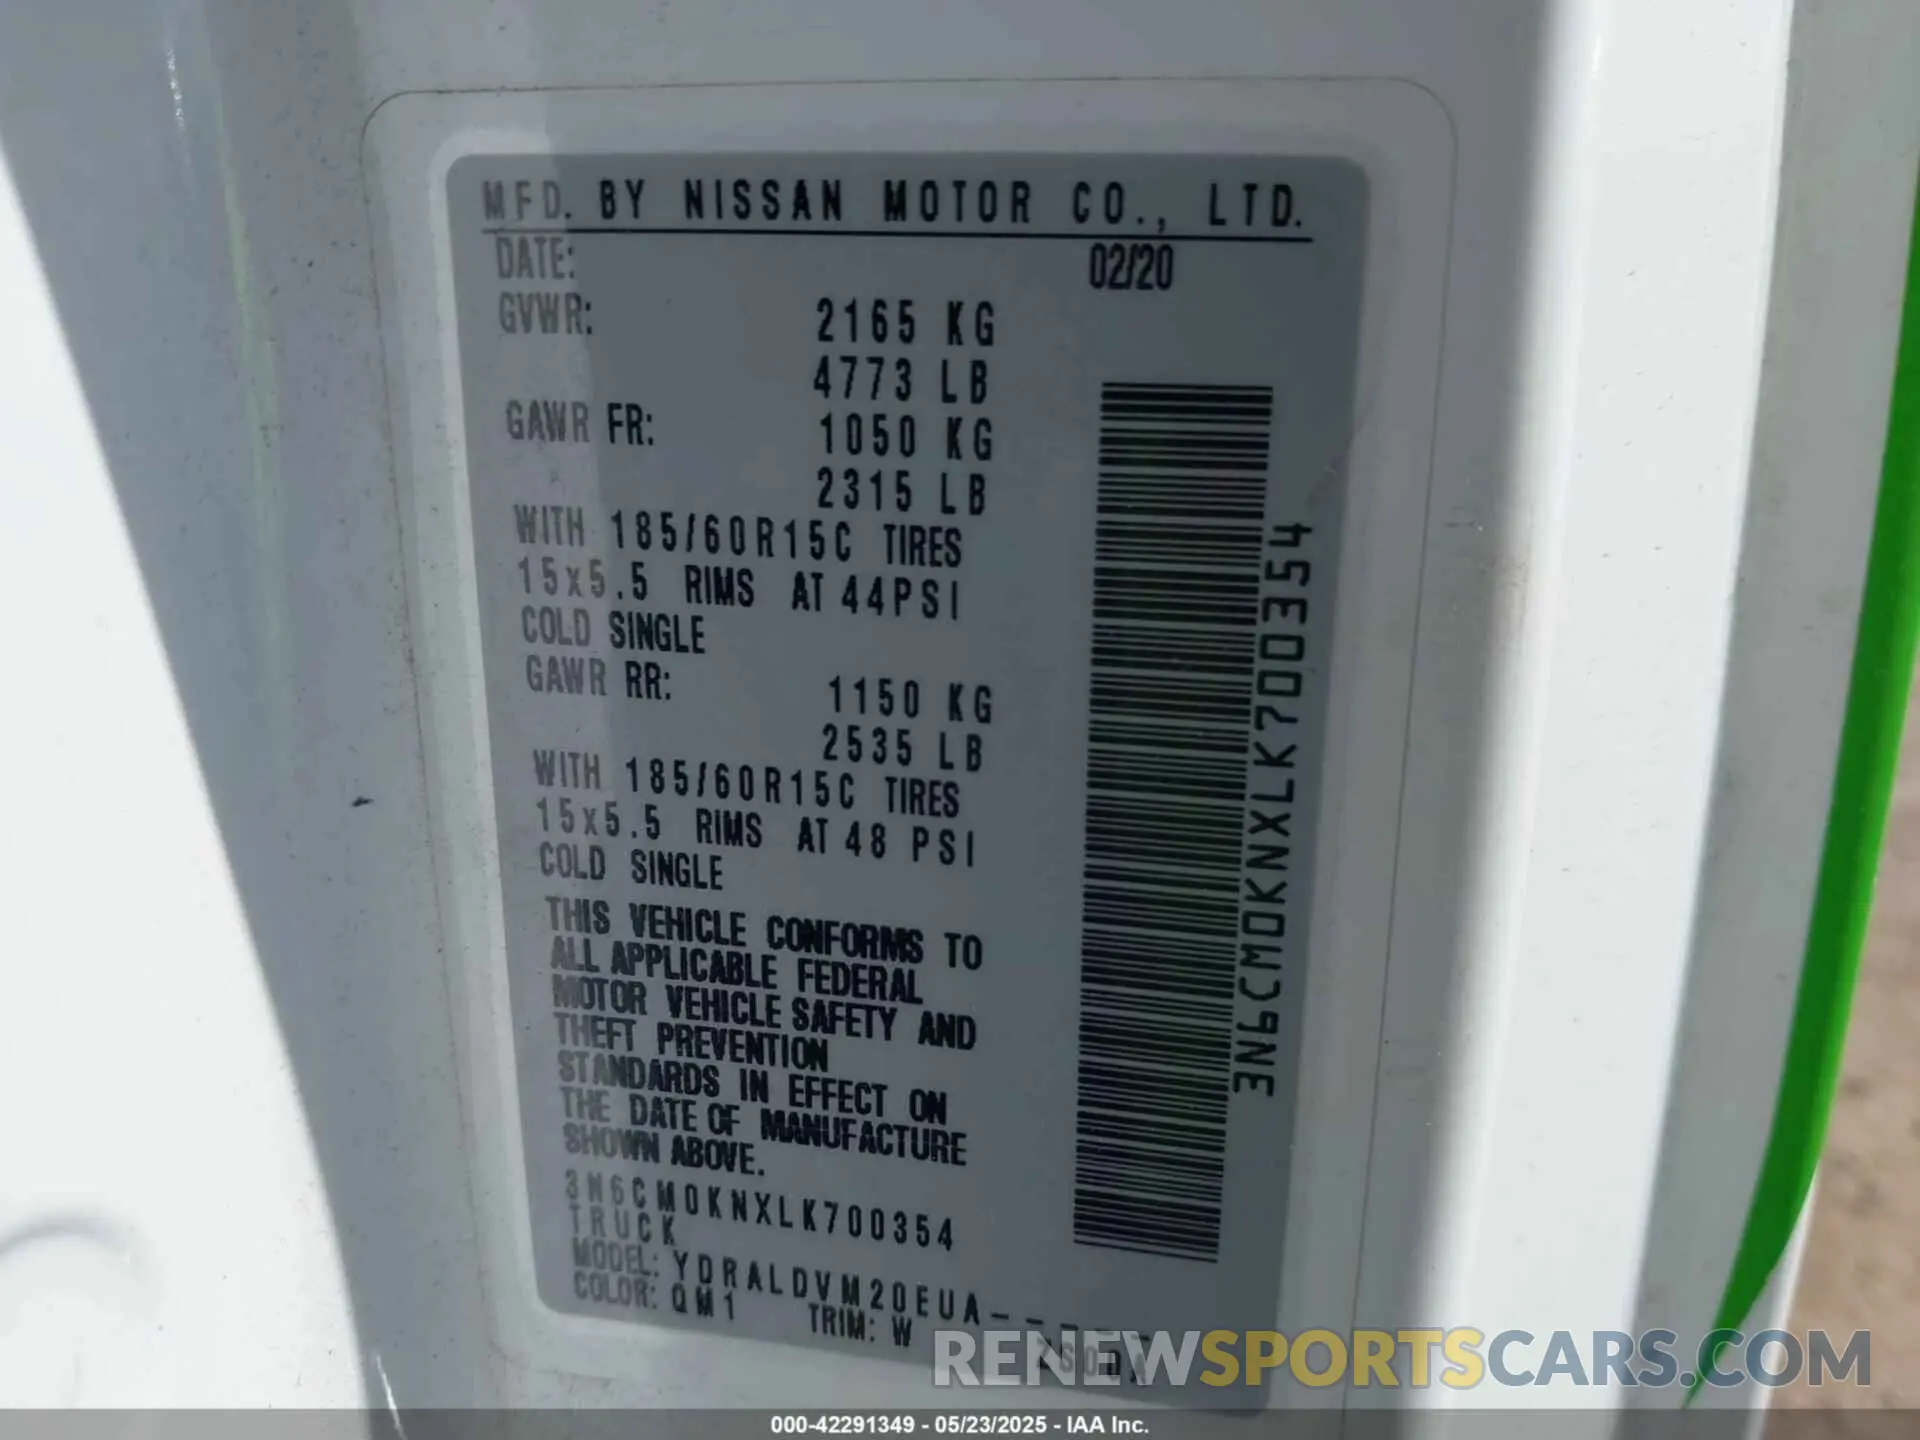 MFD. BY NISSAN MOTOR CO., LTD.
DATE: 02/20
GVWR: 2165 KG
4773 LB
GAWR FR: 1050 KG
2315 LB
WITH 185/60R15C TIRES
15x5.5 RIMS AT 44PSI
COLD SINGLE
GAWR RR: 1150 KG
2535 LB
WITH 185/60R15C TIRES
15x5.5 RIMS AT 48 PSI
COLD SINGLE
THIS VEHICLE CONFORMS TO
ALL APPLICABLE FEDERAL
MOTOR VEHICLE SAFETY AND
THEFT PREVENTION
STANDARDS IN EFFECT ON
THE DATE OF MANUFACTURE
SHOWN ABOVE.
3N6CM0KNXLK700354
TRUCK
MODEL: YDRALDVM20EUA-----
COLOR: QM1 TRIM: W
3N6CM0KNXLK700354
RENEWSPORTSCARS.COM
000-42291349 - 05/23/2025 - IAA Inc.